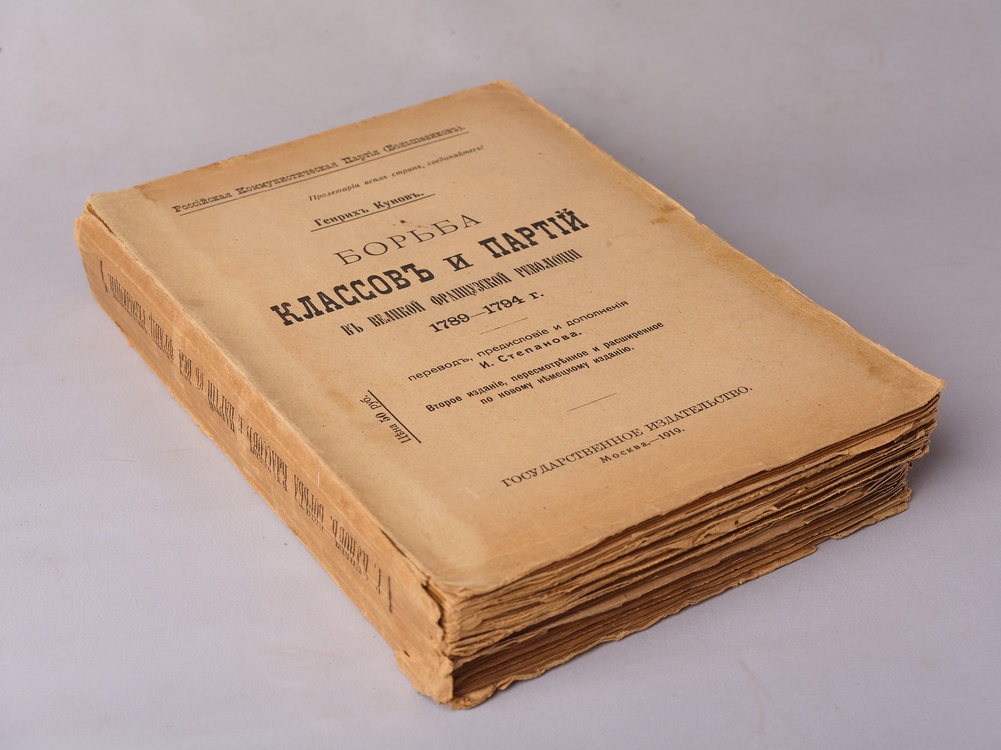 Россійская Коммунистическая Партія (Большевиковъ).
Пролетаріи всѣхъ странъ, соединяйтесь!
Генрихъ Куновъ.
БОРЬБА
КЛАССОВЪ И ПАРТІЙ
ВЪ ВЕЛИКОЙ ФРАНЦУЗСКОЙ РЕВОЛЮЦІИ
1789—1794 г.
переводъ, предисловіе и дополненія
И. Степанова.
Второе изданіе, пересмотрѣнное и расширенное
по новому нѣмецкому изданію.
Цѣна 50 руб.
ГОСУДАРСТВЕННОЕ ИЗДАТЕЛЬСТВО.
Москва.—1919.